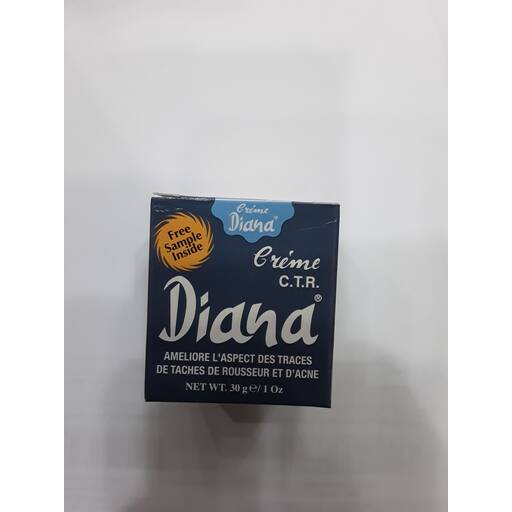 Crème
Diana®
Free
Sample
Inside
Crème
C.T.R.
Diana®
AMELIORE L'ASPECT DES TRACES
DE TACHES DE ROUSSEUR ET D'ACNE
NET WT. 30 g ℮/ 1 Oz